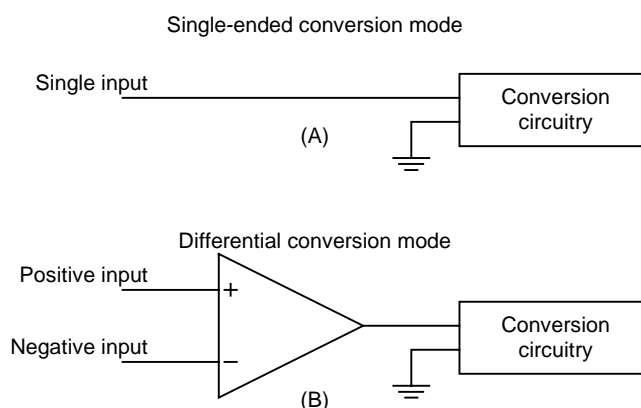 Single-ended conversion mode
Single input
Conversion
circuitry
(A)
Differential conversion mode
Positive input
+
Negative input
−
Conversion
circuitry
(B)